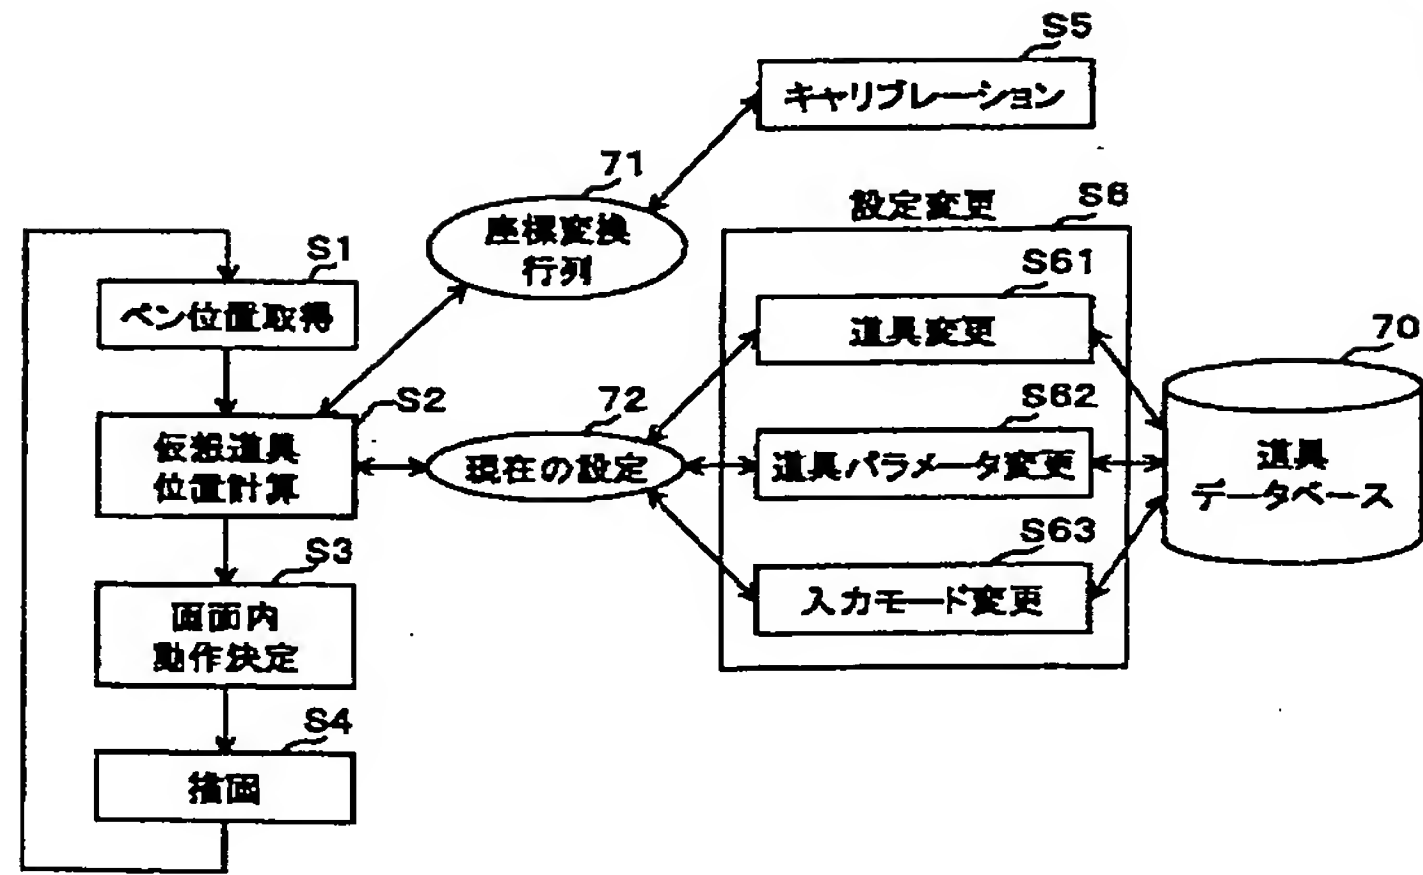 S5
キャリブレーション
71
座標変換
行列
設定変更
S6
S1
ペン位置取得
S61
道具変更
70
S2
仮想道具
位置計算
72
現在の設定
S62
道具パラメータ変更
道具
データベース
S3
画面内
動作決定
S63
入力モード変更
S4
描画